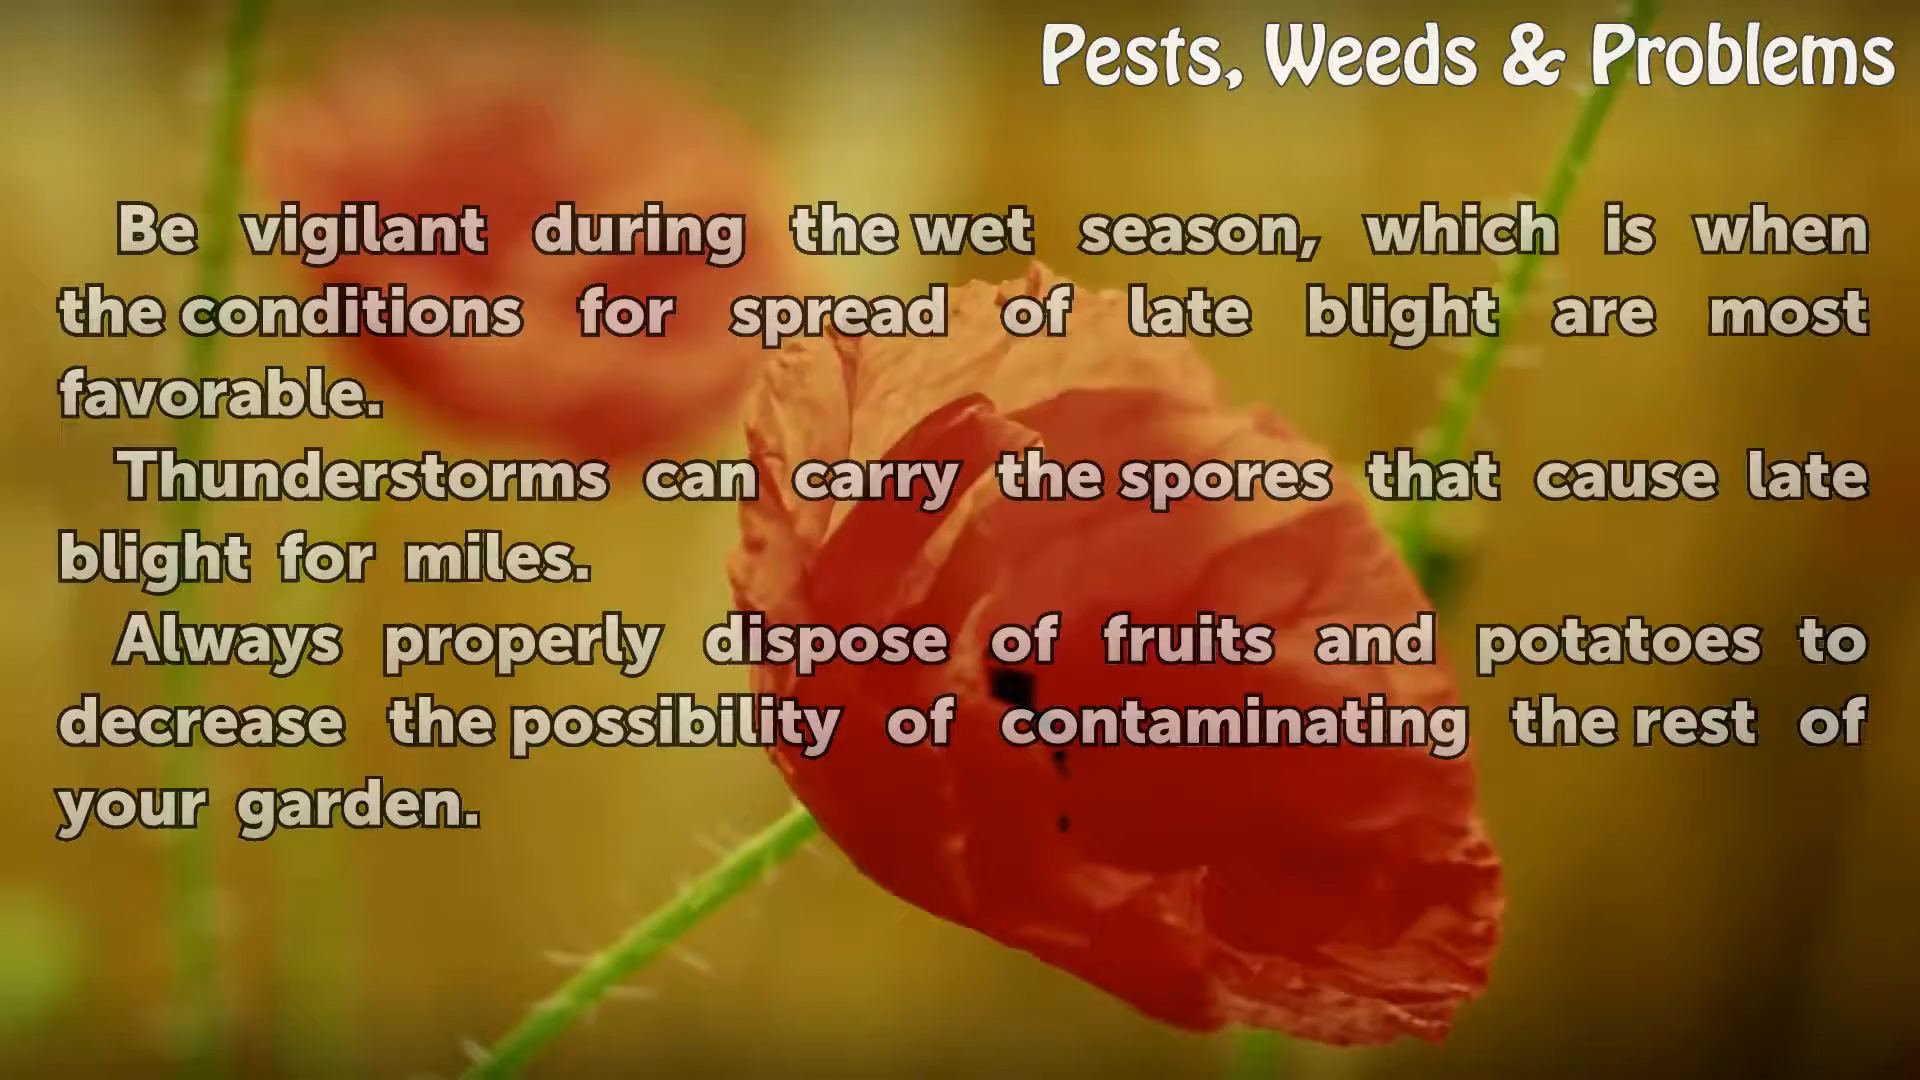 Pests, Weeds & Problems
Be vigilant during the wet season, which is when
the conditions for spread of late blight are most
favorable.
Thunderstorms can carry the spores that cause late
blight for miles.
Always properly dispose of fruits and potatoes to
decrease the possibility of contaminating the rest of
your garden.